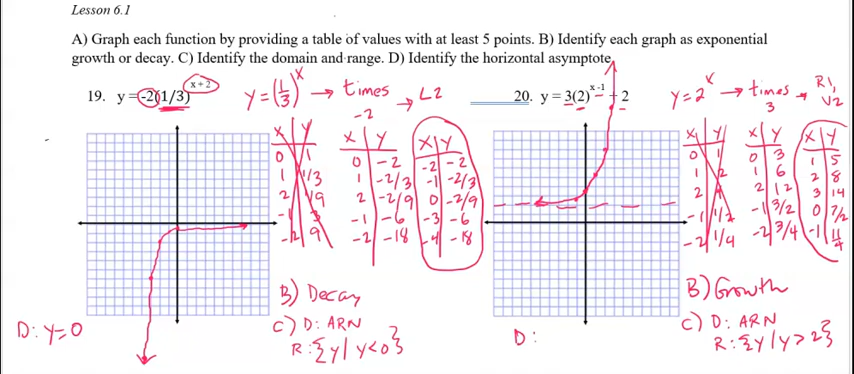 Lesson 6.1
A) Graph each function by providing a table of values with at least 5 points. B) Identify each graph as exponential
growth or decay. C) Identify the domain and range. D) Identify the horizontal asymptote.
19. y = -2(1/3)^(x + 2)
y = (1/3)^x → times -2 → L2
X | Y
0 | 1
1 | 1/3
2 | 1/9
-1 | 3
-2 | 9
X | Y
0 | -2
1 | -2/3
2 | -2/9
-1 | -6
-2 | -18
X | Y
-2 | -2
-1 | -2/3
0 | -2/9
-3 | -6
-4 | -18
B) Decay
C) D: ARN
R: {y | y < 0}
D: y = 0
20. y = 3(2)^(x - 1) + 2
y = 2^x → times 3 → R1, U2
X | Y
0 | 1
1 | 2
2 | 4
-1 | 1/2
-2 | 1/4
X | Y
0 | 3
1 | 6
2 | 12
-1 | 3/2
-2 | 3/4
X | Y
1 | 5
2 | 8
3 | 14
0 | 7/2
-1 | 11/4
B) Growth
C) D: ARN
R: {y | y > 2}
D: